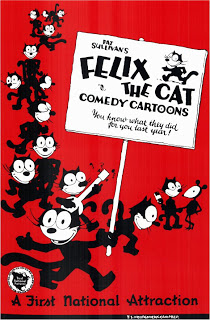 PAT
SULLIVAN'S
FELIX
THE CAT
COMEDY CARTOONS
You know what they did
for you last year!
A First National Attraction